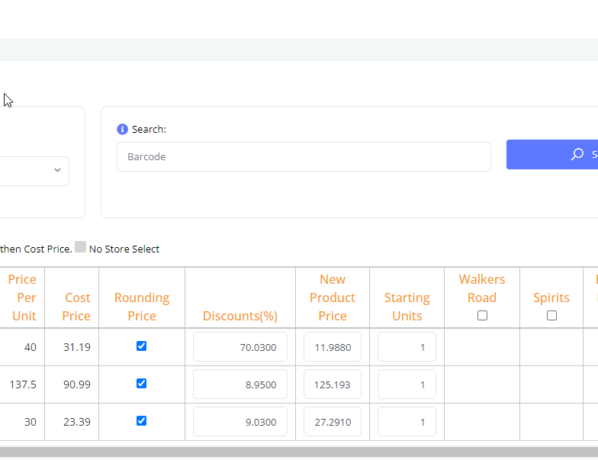 Search:
Barcode
then Cost Price. No Store Select
Price Per Unit Cost Price Rounding Price Discounts(%) New Product Price Starting Units Walkers Road Spirits
40 31.19 70.0300 11.9880 1
137.5 90.99 8.9500 125.193 1
30 23.39 9.0300 27.2910 1